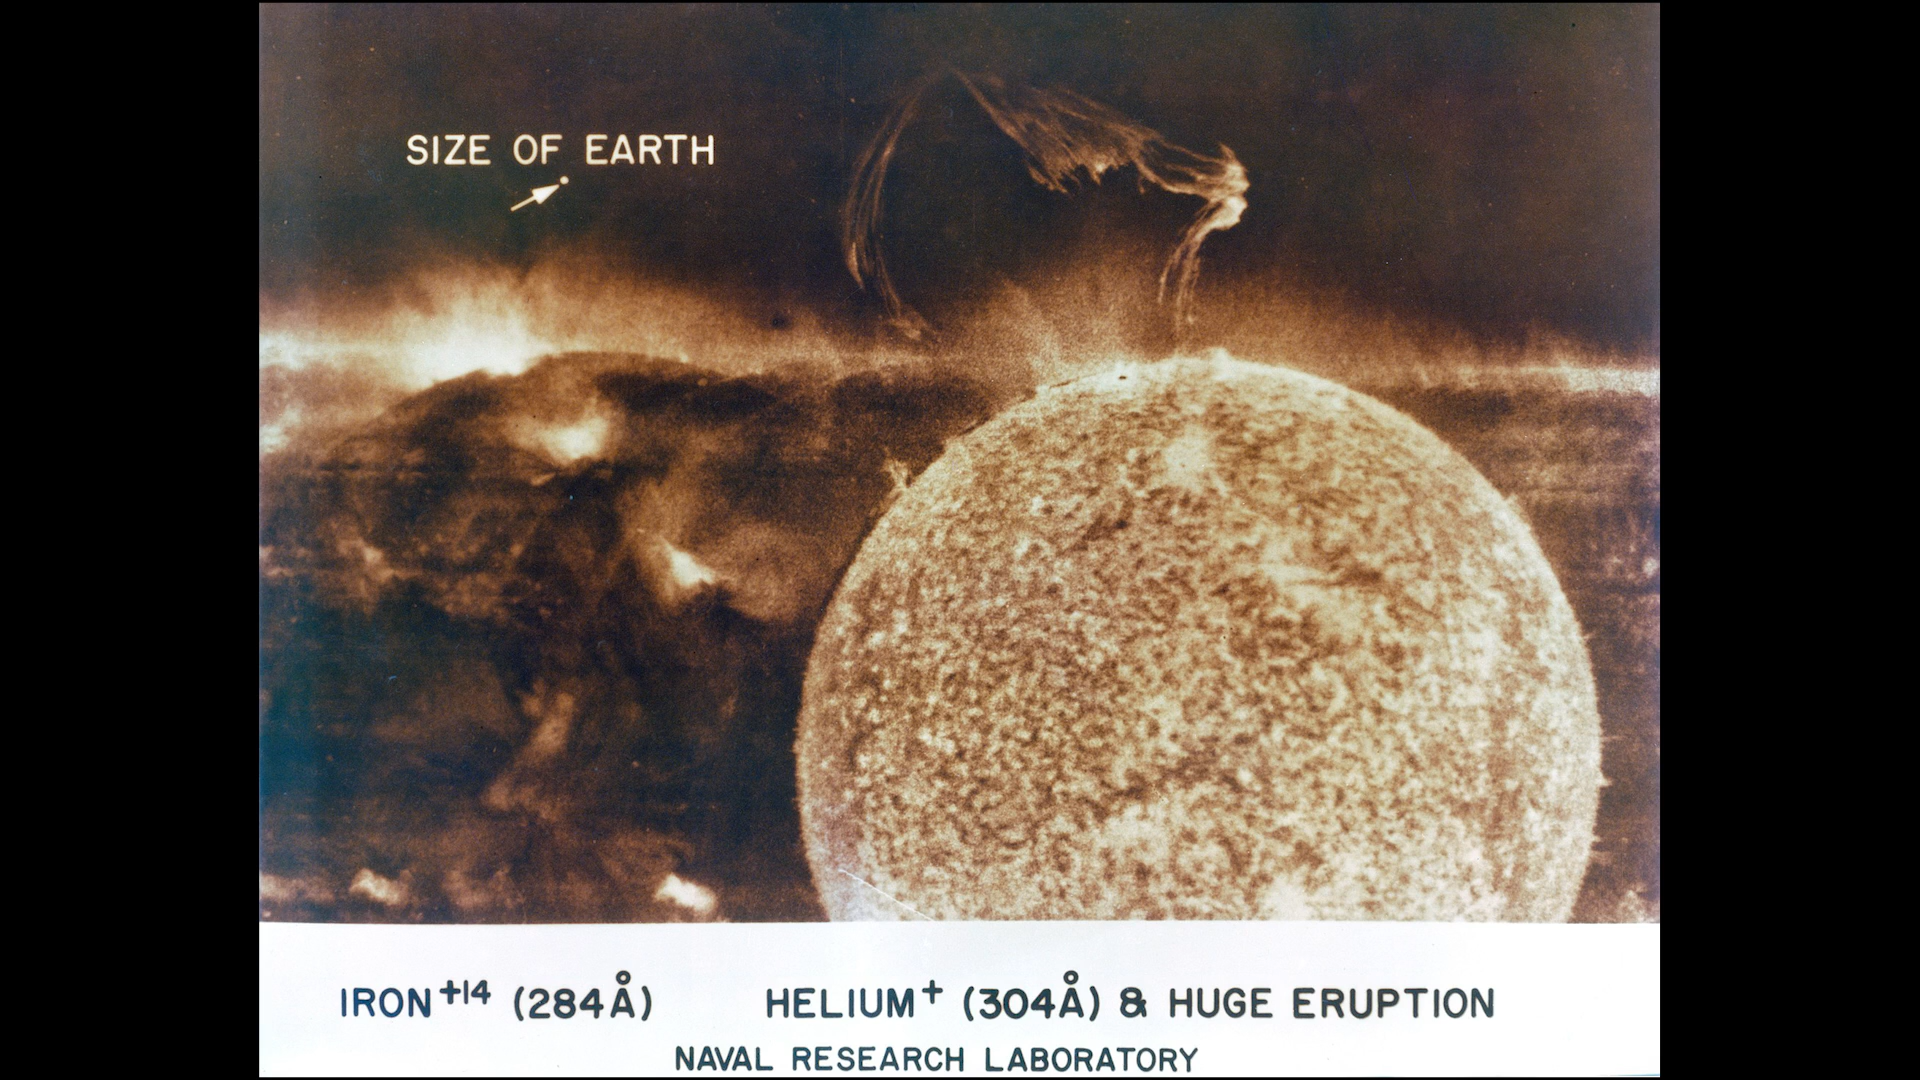 SIZE OF EARTH
IRON⁺¹⁴ (284Å) HELIUM⁺ (304Å) & HUGE ERUPTION
NAVAL RESEARCH LABORATORY